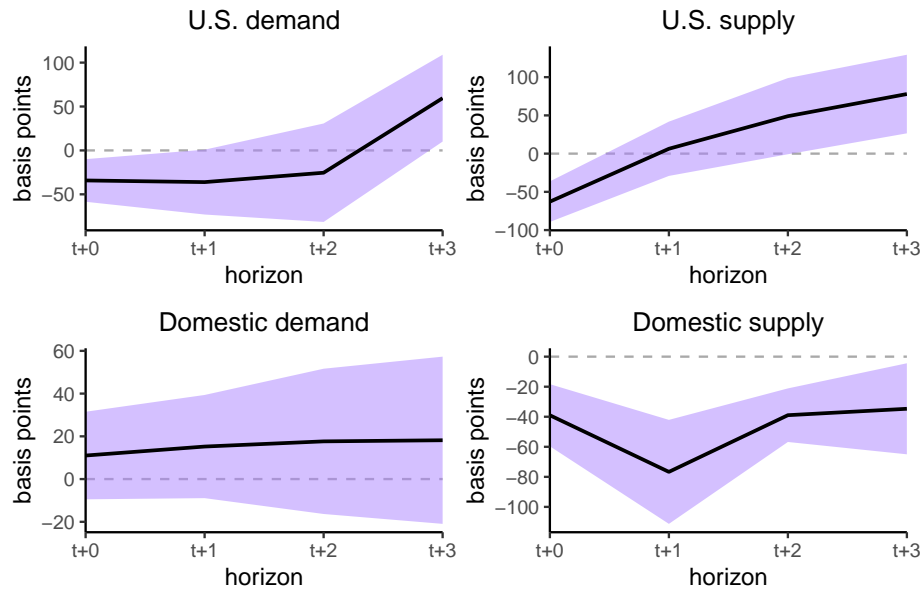 U.S. demand
basis points
100
50
0
−50
t+0 t+1 t+2 t+3
horizon
U.S. supply
basis points
100
50
0
−50
−100
t+0 t+1 t+2 t+3
horizon
Domestic demand
basis points
60
40
20
0
−20
t+0 t+1 t+2 t+3
horizon
Domestic supply
basis points
0
−20
−40
−60
−80
−100
t+0 t+1 t+2 t+3
horizon